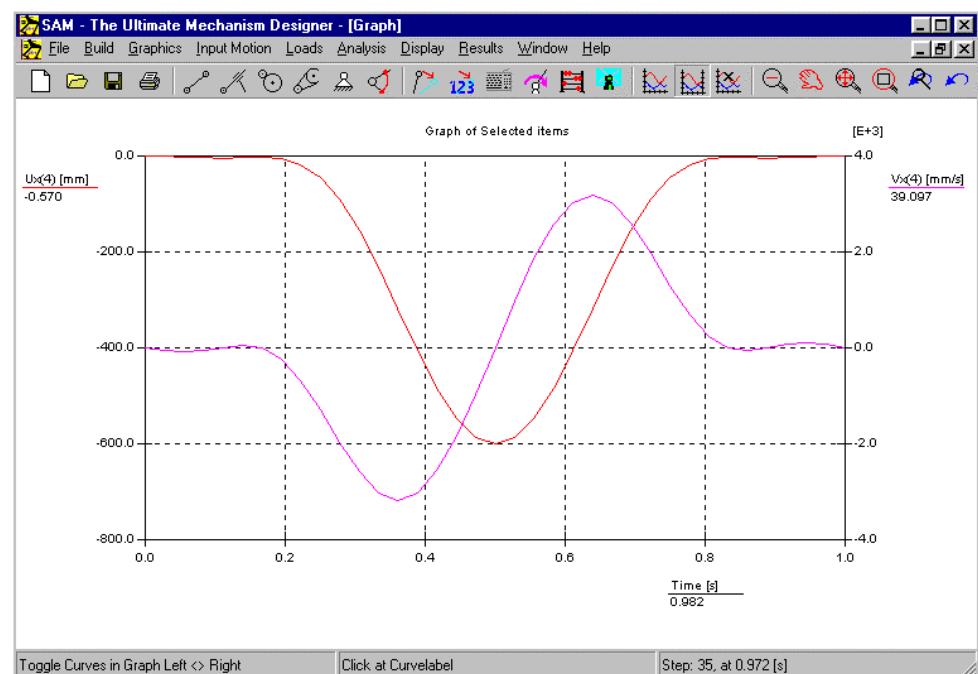 SAM - The Ultimate Mechanism Designer - [Graph]
File Build Graphics Input Motion Loads Analysis Display Results Window Help
123
Graph of Selected items
[E+3]
0.0
4.0
Ux(4) [mm]
-0.570
Vx(4) [mm/s]
39.097
-200.0
2.0
-400.0
0.0
-600.0
-2.0
-800.0
-4.0
0.0 0.2 0.4 0.6 0.8 1.0
Time [s]
0.982
Toggle Curves in Graph Left <> Right
Click at Curvelabel
Step: 35, at 0.972 [s]